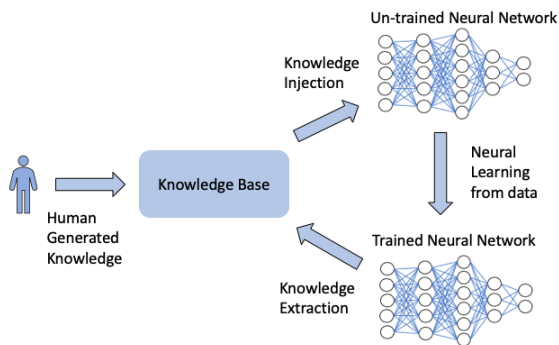 Un-trained Neural Network
Knowledge
Injection
Knowledge Base
Human
Generated
Knowledge
Neural
Learning
from data
Trained Neural Network
Knowledge
Extraction